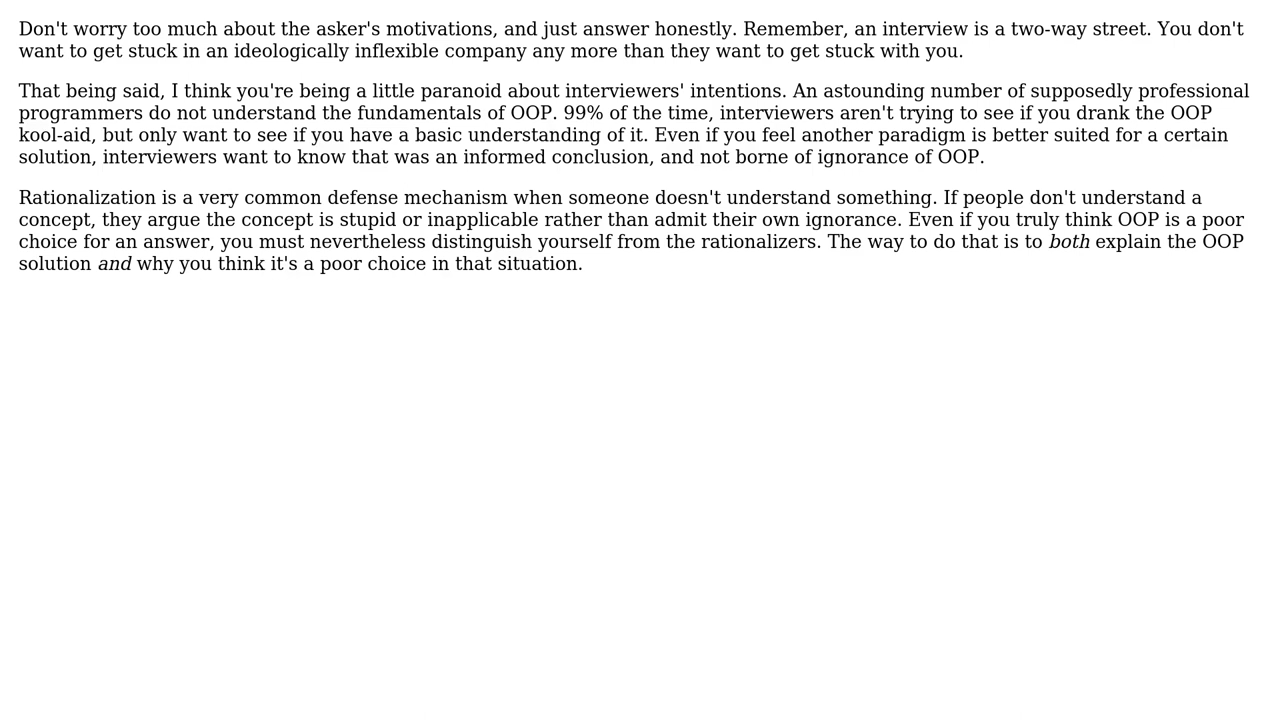 Don't worry too much about the asker's motivations, and just answer honestly. Remember, an interview is a two-way street. You don't
want to get stuck in an ideologically inflexible company any more than they want to get stuck with you.
That being said, I think you're being a little paranoid about interviewers' intentions. An astounding number of supposedly professional
programmers do not understand the fundamentals of OOP. 99% of the time, interviewers aren't trying to see if you drank the OOP
kool-aid, but only want to see if you have a basic understanding of it. Even if you feel another paradigm is better suited for a certain
solution, interviewers want to know that was an informed conclusion, and not borne of ignorance of OOP.
Rationalization is a very common defense mechanism when someone doesn't understand something. If people don't understand a
concept, they argue the concept is stupid or inapplicable rather than admit their own ignorance. Even if you truly think OOP is a poor
choice for an answer, you must nevertheless distinguish yourself from the rationalizers. The way to do that is to both explain the OOP
solution and why you think it's a poor choice in that situation.